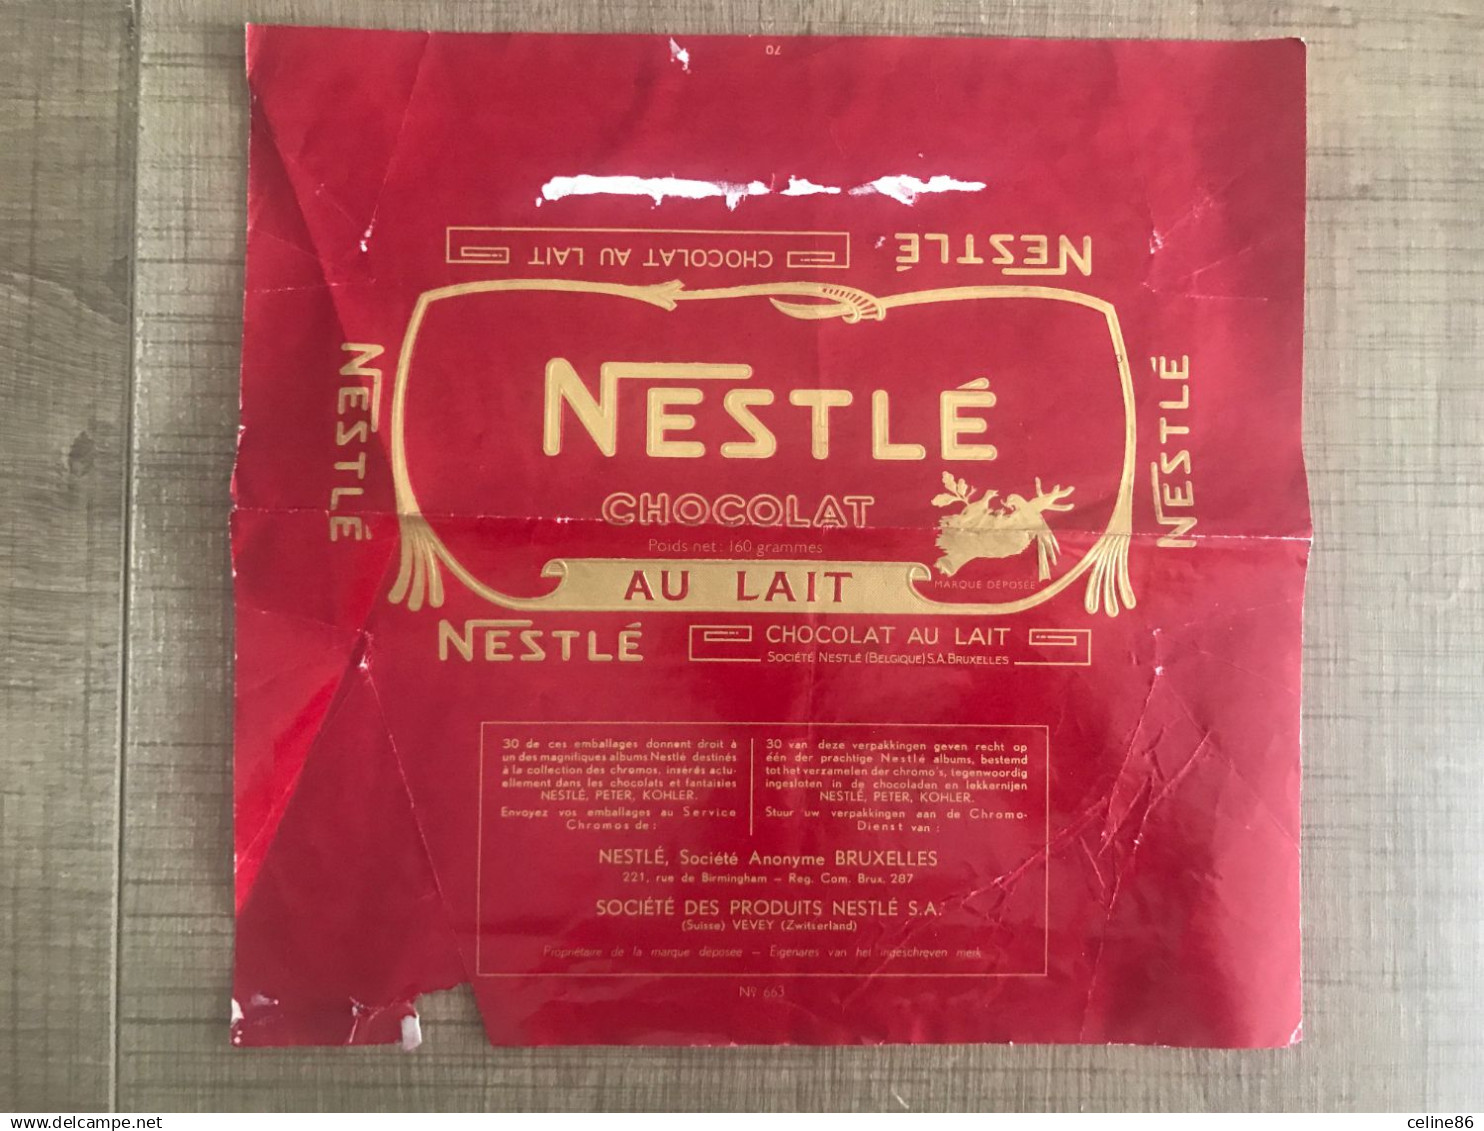 70
CHOCOLAT AU LAIT
NESTLÉ
NESTLÉ
NESTLÉ
CHOCOLAT
Poids net: 160 grammes
AU LAIT
MARQUE DÉPOSÉE
NESTLÉ
NESTLÉ
CHOCOLAT AU LAIT
SOCIÉTÉ NESTLÉ (BELGIQUE) S.A. BRUXELLES
30 de ces emballages donnent droit à
un des magnifiques albums Nestlé destinés
à la collection des chromos, insérés actu-
ellement dans les chocolats et fantaisies
NESTLÉ, PETER, KOHLER.
Envoyez vos emballages au Service
Chromos de :
30 van deze verpakkingen geven recht op
één der prachtige Nestlé albums, bestemd
tot het verzamelen der chromo's, tegenwoordig
ingesloten in de chocoladen en lekkernijen
NESTLÉ, PETER, KOHLER.
Stuur uw verpakkingen aan de Chromo-
Dienst van :
NESTLÉ, Société Anonyme BRUXELLES
221, rue de Birmingham – Reg. Com. Brux. 287
SOCIÉTÉ DES PRODUITS NESTLÉ S.A.
(Suisse) VEVEY (Zwitserland)
Propriétaire de la marque déposée – Eigenares van het ingeschreven merk
Nº 663
delcampe.net
celine86